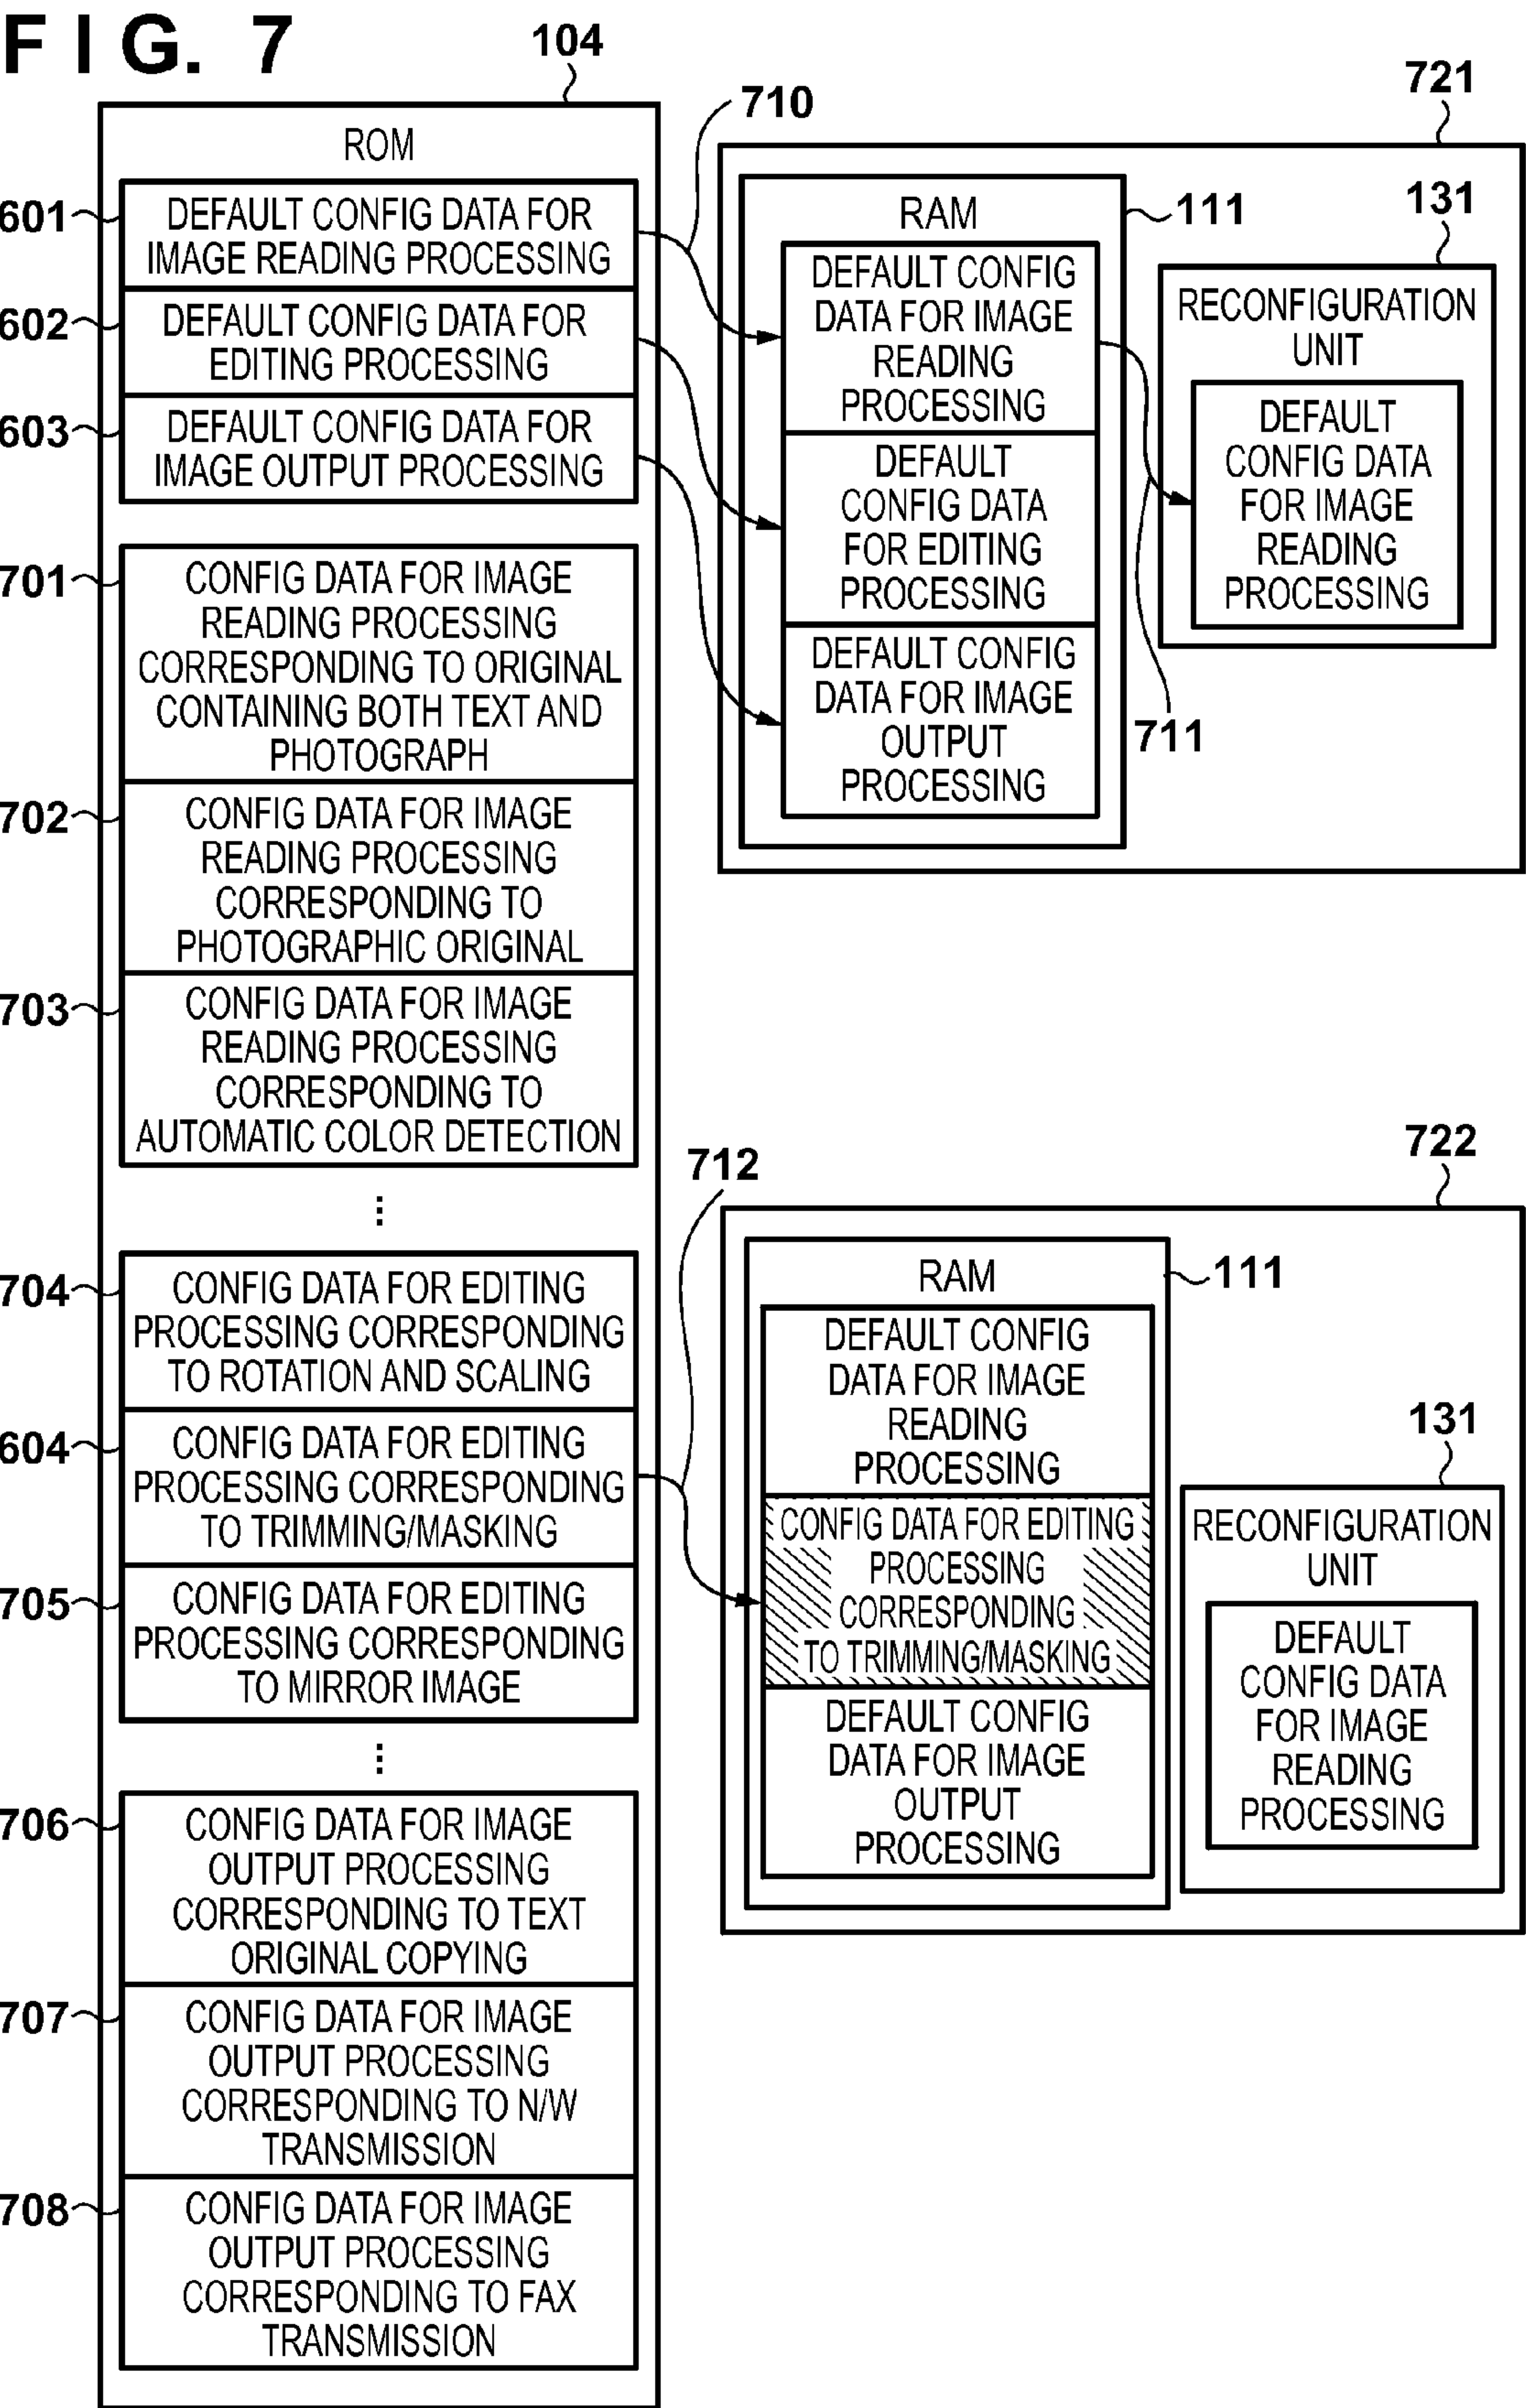 FIG. 7
104
ROM
601
DEFAULT CONFIG DATA FOR
IMAGE READING PROCESSING
602
DEFAULT CONFIG DATA FOR
EDITING PROCESSING
603
DEFAULT CONFIG DATA FOR
IMAGE OUTPUT PROCESSING
701
CONFIG DATA FOR IMAGE
READING PROCESSING
CORRESPONDING TO ORIGINAL
CONTAINING BOTH TEXT AND
PHOTOGRAPH
702
CONFIG DATA FOR IMAGE
READING PROCESSING
CORRESPONDING TO
PHOTOGRAPHIC ORIGINAL
703
CONFIG DATA FOR IMAGE
READING PROCESSING
CORRESPONDING TO
AUTOMATIC COLOR DETECTION
...
704
CONFIG DATA FOR EDITING
PROCESSING CORRESPONDING
TO ROTATION AND SCALING
604
CONFIG DATA FOR EDITING
PROCESSING CORRESPONDING
TO TRIMMING/MASKING
705
CONFIG DATA FOR EDITING
PROCESSING CORRESPONDING
TO MIRROR IMAGE
...
706
CONFIG DATA FOR IMAGE
OUTPUT PROCESSING
CORRESPONDING TO TEXT
ORIGINAL COPYING
707
CONFIG DATA FOR IMAGE
OUTPUT PROCESSING
CORRESPONDING TO N/W
TRANSMISSION
708
CONFIG DATA FOR IMAGE
OUTPUT PROCESSING
CORRESPONDING TO FAX
TRANSMISSION
710
721
RAM
111
DEFAULT CONFIG
DATA FOR IMAGE
READING
PROCESSING
DEFAULT
CONFIG DATA
FOR EDITING
PROCESSING
DEFAULT CONFIG
DATA FOR IMAGE
OUTPUT
PROCESSING
131
RECONFIGURATION
UNIT
DEFAULT
CONFIG DATA
FOR IMAGE
READING
PROCESSING
711
712
722
RAM
111
DEFAULT CONFIG
DATA FOR IMAGE
READING
PROCESSING
CONFIG DATA FOR EDITING
PROCESSING
CORRESPONDING
TO TRIMMING/MASKING
DEFAULT CONFIG
DATA FOR IMAGE
OUTPUT
PROCESSING
131
RECONFIGURATION
UNIT
DEFAULT
CONFIG DATA
FOR IMAGE
READING
PROCESSING